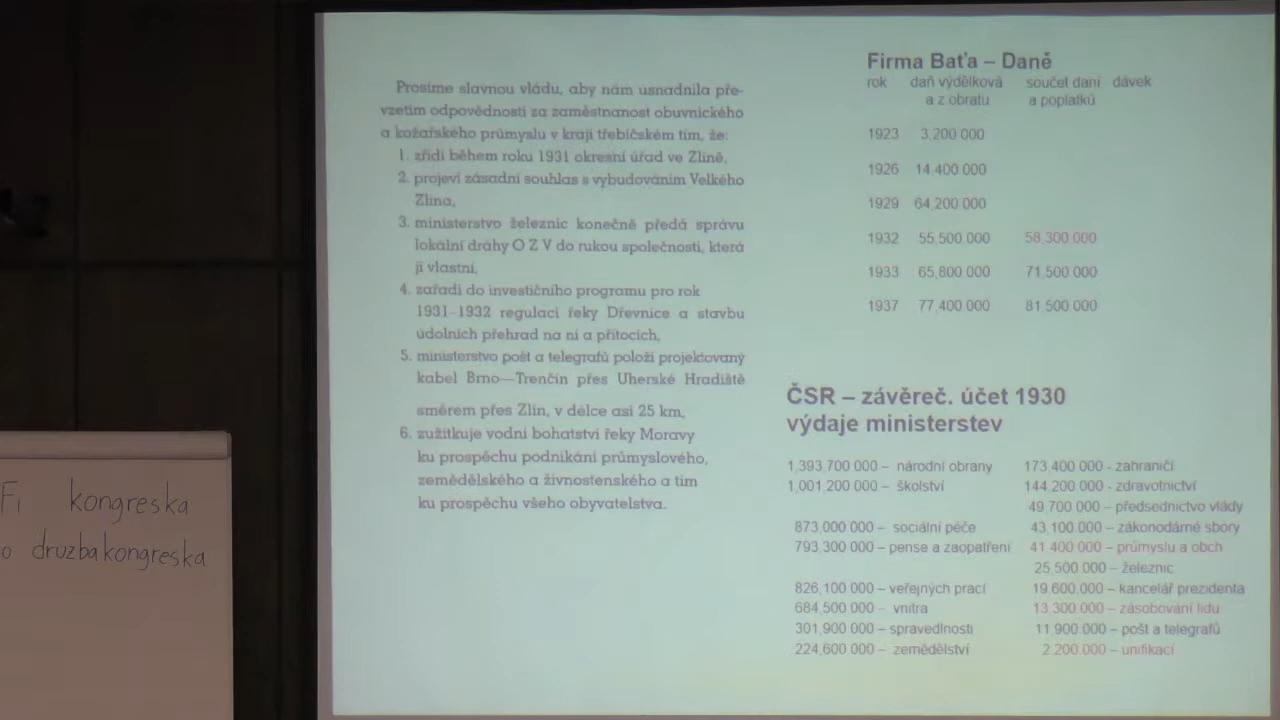 Prosíme slavnou vládu, aby nám usnadnila pře-
vzetím odpovědnosti za zaměstnanost obuvnického
a kožařského průmyslu v kraji třebíčském tím, že:
1. zřídí během roku 1931 okresní úřad ve Zlíně,
2. projeví zásadní souhlas s vybudováním Velkého
Zlína,
3. ministerstvo železnic konečně předá správu
lokální dráhy O Z V do rukou společnosti, která
ji vlastní,
4. zařadí do investičního programu pro rok
1931–1932 regulaci řeky Dřevnice a stavbu
údolních přehrad na ní a přítocích,
5. ministerstvo pošt a telegrafů položí projektovaný
kabel Brno—Trenčín přes Uherské Hradiště
směrem přes Zlín, v délce asi 25 km,
6. zužitkuje vodní bohatství řeky Moravy
ku prospěchu podnikání průmyslového,
zemědělského a živnostenského a tím
ku prospěchu všeho obyvatelstva.
Firma Baťa – Daně
rok daň výdělková součet daní dávek
a z obratu a poplatků
1923 3,200 000
1926 14,400 000
1929 64,200 000
1932 55,500 000 58,300 000
1933 65,800 000 71,500 000
1937 77,400 000 81,500 000
ČSR – závěreč. účet 1930
výdaje ministerstev
1,393,700 000 – národní obrany 173,400 000 - zahraničí
1,001,200 000 – školství 144,200 000 - zdravotnictví
49,700 000 – předsednictvo vlády
873,000 000 – sociální péče 43,100 000 – zákonodárné sbory
793,300 000 – pense a zaopatření 41,400 000 – průmyslu a obch
25,500 000 – železnic
826,100 000 – veřejných prací 19,600 000 – kancelář prezidenta
684,500 000 – vnitra 13,300 000 – zásobování lidu
301,900 000 – spravedlnosti 11,900 000 – pošt a telegrafů
224,600 000 – zemědělství 2,200,000 – unifikací
Fi kongreska
o druzbakongreska